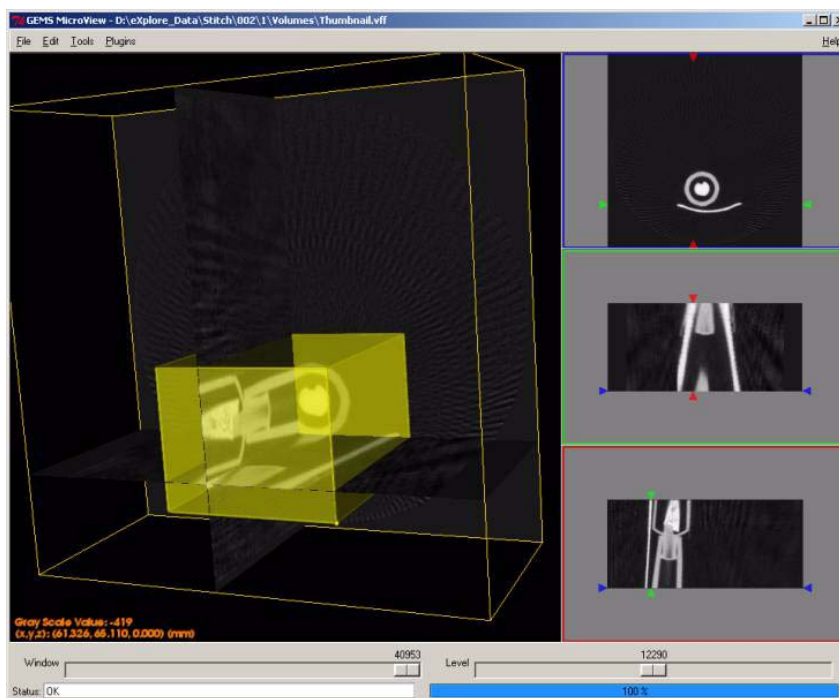 GEMS MicroView - D:\eXplore_Data\Stitch\002\1\Volumes\Thumbnail.vff
File Edit Tools Plugins Help
Gray Scale Value: -419
(x,y,z): (61.326, 65.110, 0.000) (mm)
Window 40953 Level 12290
Status: OK 100 %